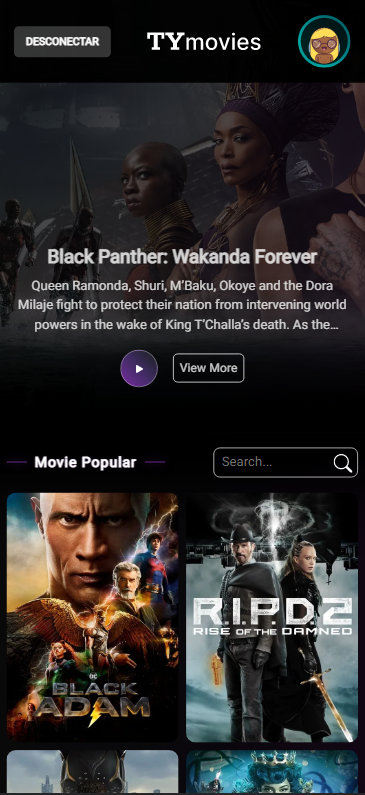 DESCONECTAR
TYmovies
Black Panther: Wakanda Forever
Queen Ramonda, Shuri, M'Baku, Okoye and the Dora
Milaje fight to protect their nation from intervening world
powers in the wake of King T'Challa's death. As the...
View More
Movie Popular
Search...
DC
BLACK
ADAM
R.I.P.D.2
RISE OF THE DAMNED